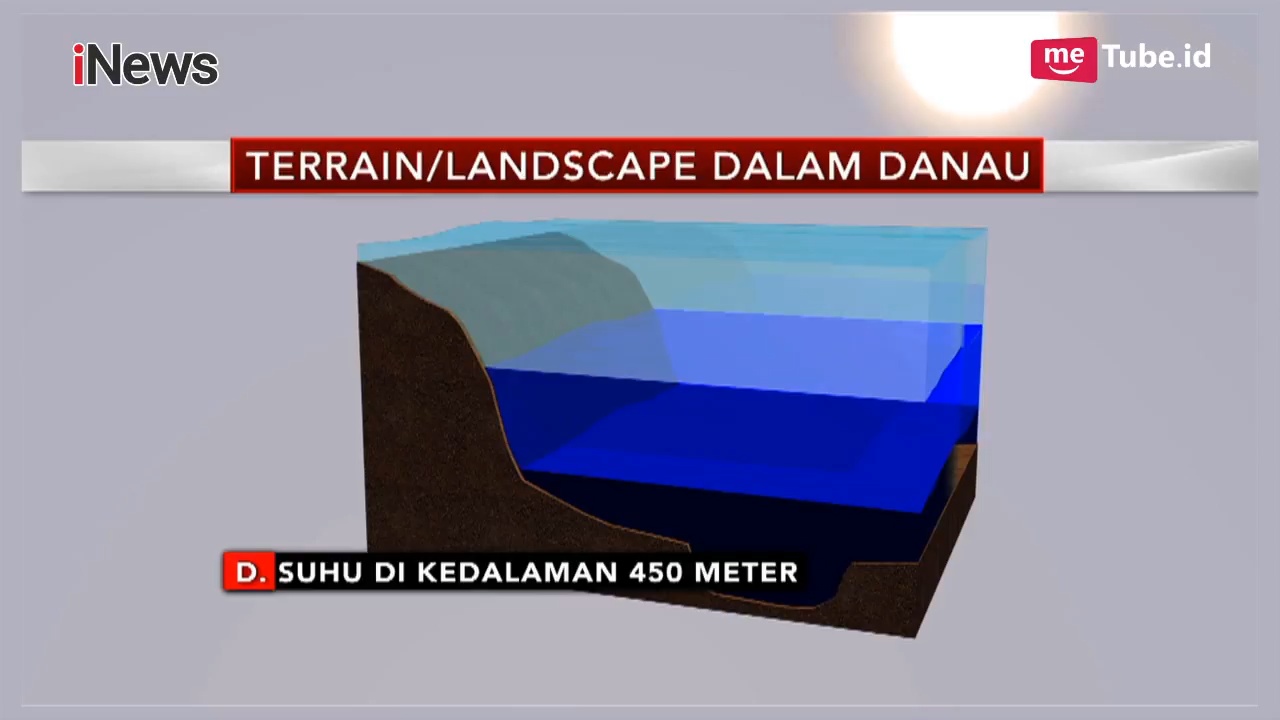 iNews
me Tube.id
TERRAIN/LANDSCAPE DALAM DANAU
D. SUHU DI KEDALAMAN 450 METER